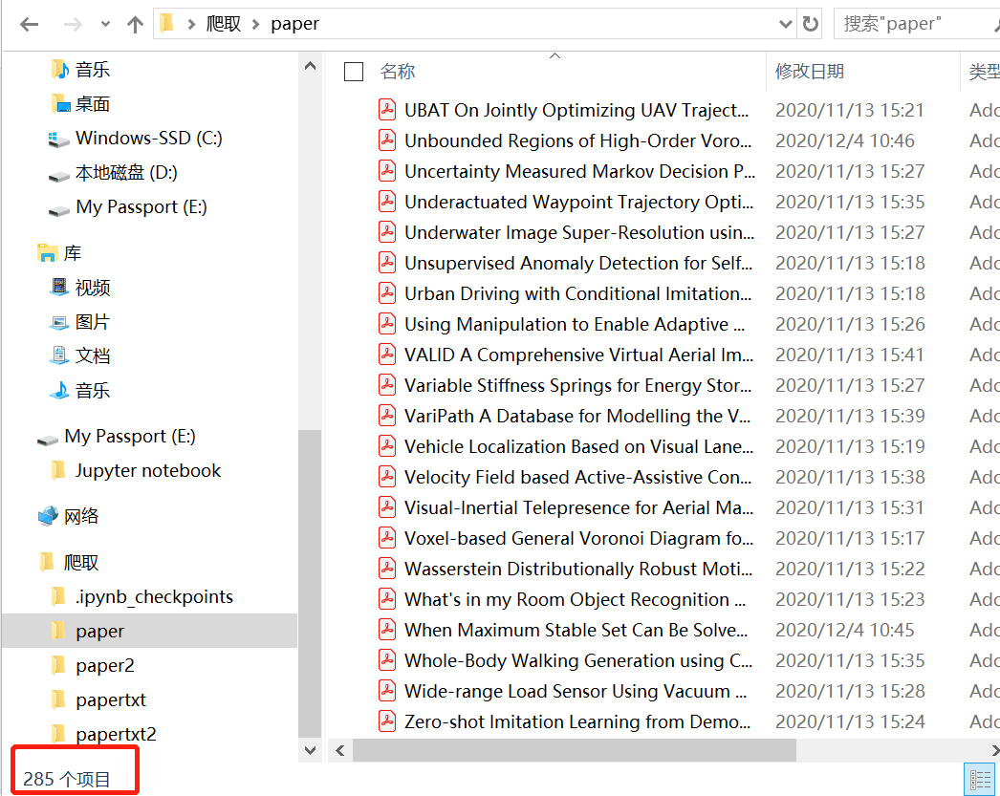 爬取 paper 搜索"paper"
音乐
桌面
Windows-SSD (C:)
本地磁盘 (D:)
My Passport (E:)
库
视频
图片
文档
音乐
My Passport (E:)
Jupyter notebook
网络
爬取
.ipynb_checkpoints
paper
paper2
papertxt
papertxt2
285 个项目
名称 修改日期 类型
UBAT On Jointly Optimizing UAV Traject... 2020/11/13 15:21 Ado
Unbounded Regions of High-Order Voro... 2020/12/4 10:46 Ado
Uncertainty Measured Markov Decision P... 2020/11/13 15:27 Ado
Underactuated Waypoint Trajectory Opti... 2020/11/13 15:35 Ado
Underwater Image Super-Resolution usin... 2020/11/13 15:27 Ado
Unsupervised Anomaly Detection for Self... 2020/11/13 15:18 Ado
Urban Driving with Conditional Imitation... 2020/11/13 15:18 Ado
Using Manipulation to Enable Adaptive ... 2020/11/13 15:26 Ado
VALID A Comprehensive Virtual Aerial Im... 2020/11/13 15:41 Ado
Variable Stiffness Springs for Energy Stor... 2020/11/13 15:27 Ado
VariPath A Database for Modelling the V... 2020/11/13 15:39 Ado
Vehicle Localization Based on Visual Lane... 2020/11/13 15:19 Ado
Velocity Field based Active-Assistive Con... 2020/11/13 15:38 Ado
Visual-Inertial Telepresence for Aerial Ma... 2020/11/13 15:31 Ado
Voxel-based General Voronoi Diagram fo... 2020/11/13 15:17 Ado
Wasserstein Distributionally Robust Moti... 2020/11/13 15:22 Ado
What's in my Room Object Recognition ... 2020/11/13 15:23 Ado
When Maximum Stable Set Can Be Solve... 2020/12/4 10:45 Ado
Whole-Body Walking Generation using C... 2020/11/13 15:35 Ado
Wide-range Load Sensor Using Vacuum ... 2020/11/13 15:28 Ado
Zero-shot Imitation Learning from Demo... 2020/11/13 15:24 Ado